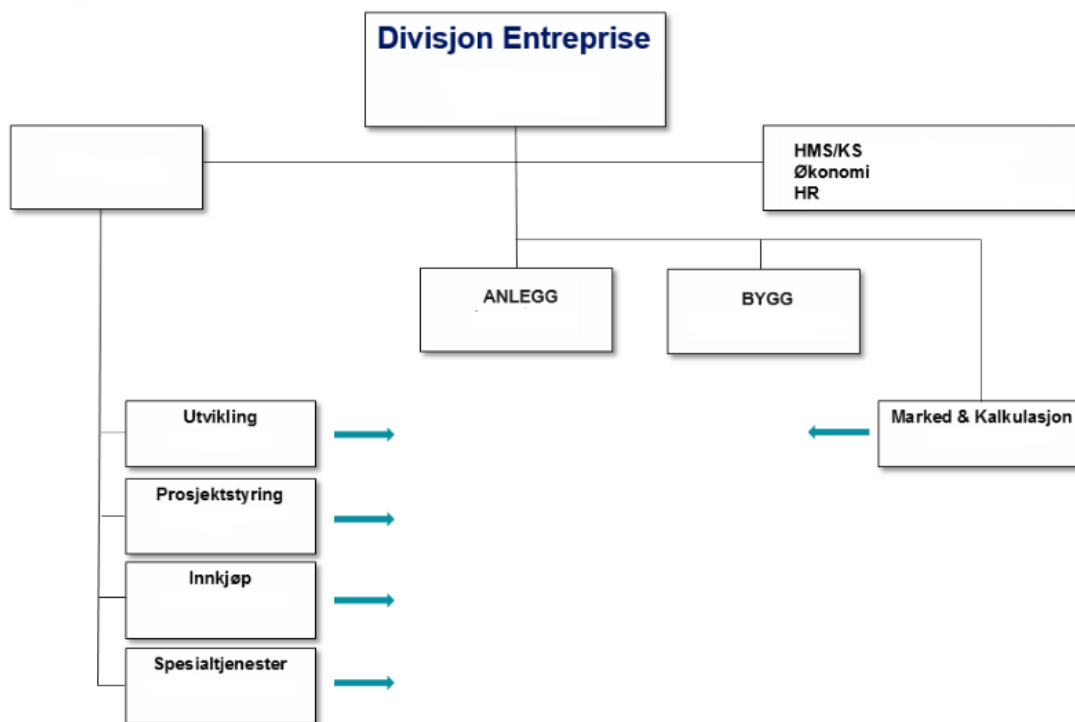 Divisjon Entreprise
HMS/KS
Økonomi
HR
ANLEGG
BYGG
Utvikling
Marked & Kalkulasjon
Prosjektstyring
Innkjøp
Spesialtjenester